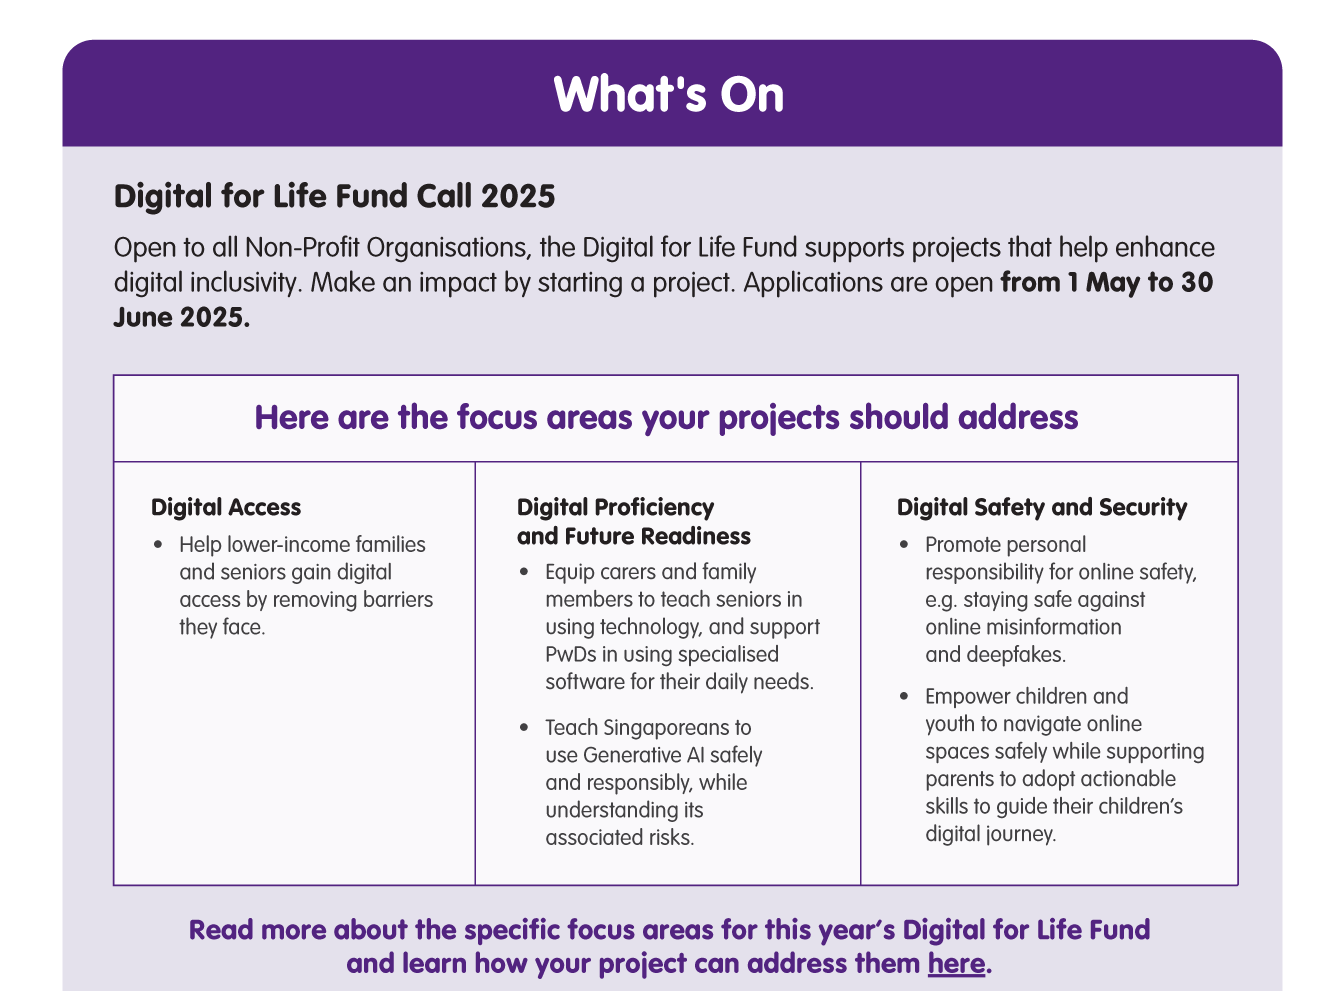 What's On
Digital for Life Fund Call 2025
Open to all Non-Profit Organisations, the Digital for Life Fund supports projects that help enhance
digital inclusivity. Make an impact by starting a project. Applications are open from 1 May to 30
June 2025.
Here are the focus areas your projects should address
Digital Access
• Help lower-income families
and seniors gain digital
access by removing barriers
they face.
Digital Proficiency
and Future Readiness
• Equip carers and family
members to teach seniors in
using technology, and support
PwDs in using specialised
software for their daily needs.
• Teach Singaporeans to
use Generative AI safely
and responsibly, while
understanding its
associated risks.
Digital Safety and Security
• Promote personal
responsibility for online safety,
e.g. staying safe against
online misinformation
and deepfakes.
• Empower children and
youth to navigate online
spaces safely while supporting
parents to adopt actionable
skills to guide their children’s
digital journey.
Read more about the specific focus areas for this year’s Digital for Life Fund
and learn how your project can address them here.